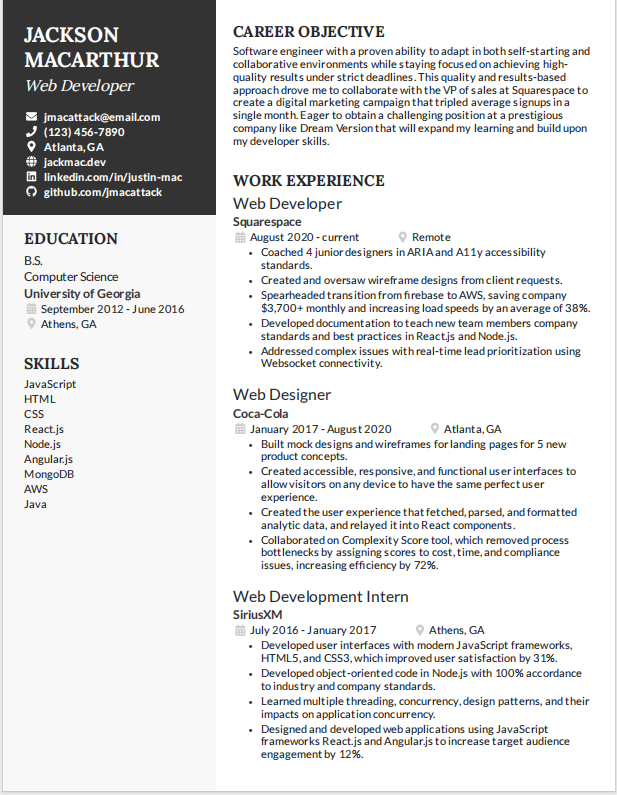 JACKSON
MACARTHUR
Web Developer
jmacattack@email.com
(123) 456-7890
Atlanta, GA
jackmac.dev
linkedin.com/in/justin-mac
github.com/jmacattack
EDUCATION
B.S.
Computer Science
University of Georgia
September 2012 - June 2016
Athens, GA
SKILLS
JavaScript
HTML
CSS
React.js
Node.js
Angular.js
MongoDB
AWS
Java
CAREER OBJECTIVE
Software engineer with a proven ability to adapt in both self-starting and
collaborative environments while staying focused on achieving high-
quality results under strict deadlines. This quality and results-based
approach drove me to collaborate with the VP of sales at Squarespace to
create a digital marketing campaign that tripled average signups in a
single month. Eager to obtain a challenging position at a prestigious
company like Dream Version that will expand my learning and build upon
my developer skills.
WORK EXPERIENCE
Web Developer
Squarespace
August 2020 - current Remote
• Coached 4 junior designers in ARIA and A11y accessibility
standards.
• Created and oversaw wireframe designs from client requests.
• Spearheaded transition from firebase to AWS, saving company
$3,700+ monthly and increasing load speeds by an average of 38%.
• Developed documentation to teach new team members company
standards and best practices in React.js and Node.js.
• Addressed complex issues with real-time lead prioritization using
Websocket connectivity.
Web Designer
Coca-Cola
January 2017 - August 2020 Atlanta, GA
• Built mock designs and wireframes for landing pages for 5 new
product concepts.
• Created accessible, responsive, and functional user interfaces to
allow visitors on any device to have the same perfect user
experience.
• Created the user experience that fetched, parsed, and formatted
analytic data, and relayed it into React components.
• Collaborated on Complexity Score tool, which removed process
bottlenecks by assigning scores to cost, time, and compliance
issues, increasing efficiency by 72%.
Web Development Intern
SiriusXM
July 2016 - January 2017 Athens, GA
• Developed user interfaces with modern JavaScript frameworks,
HTML5, and CSS3, which improved user satisfaction by 31%.
• Developed object-oriented code in Node.js with 100% accordance
to industry and company standards.
• Learned multiple threading, concurrency, design patterns, and their
impacts on application concurrency.
• Designed and developed web applications using JavaScript
frameworks React.js and Angular.js to increase target audience
engagement by 12%.